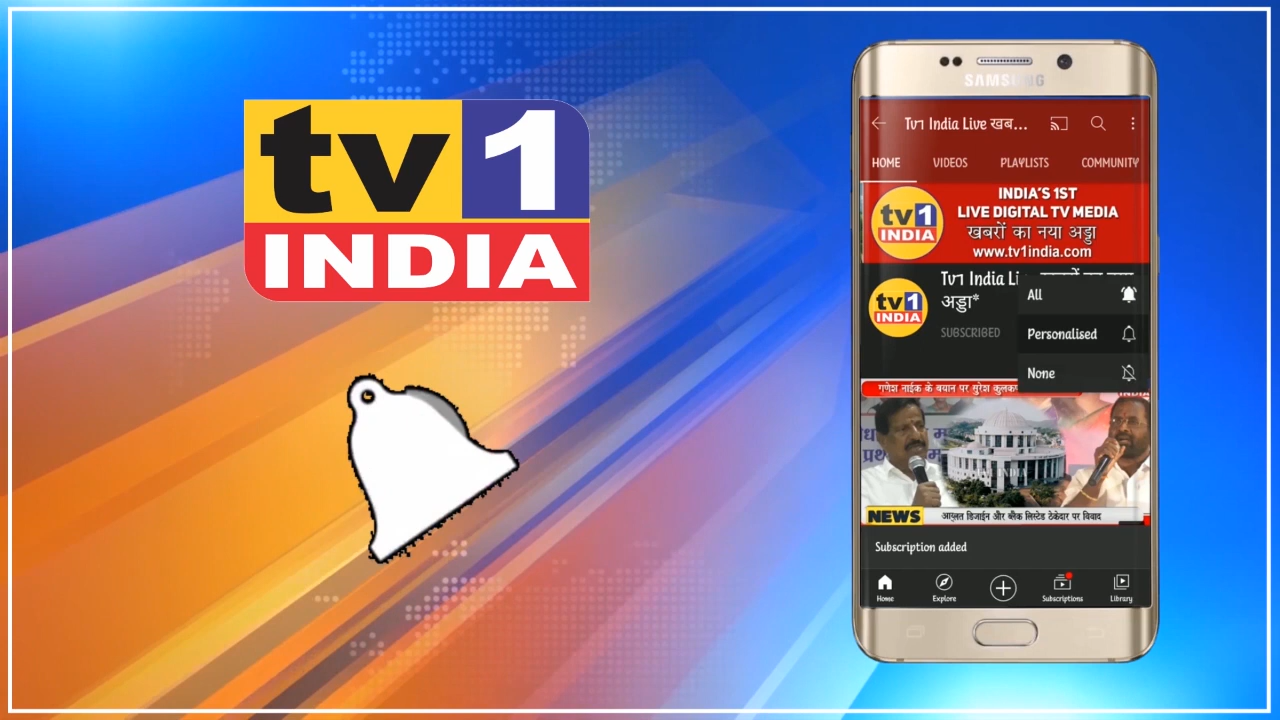 tv1
INDIA
SAMSUNG
Tv1 India Live खब...
HOME VIDEOS PLAYLISTS COMMUNITY
tv1
INDIA
INDIA'S 1ST
LIVE DIGITAL TV MEDIA
खबरों का नया अड्डा
www.tv1india.com
tv1
INDIA
Tv1 India Li
अड्डा*
SUBSCRIBED
All
Personalised
None
गणेश नाईक के बयान पर सुरेश कुलक
NEWS
आयुक्त डिजाईन और ब्लैक लिस्टेड ठेकेदार पर विवाद
Subscription added
Home Explore Subscriptions Library